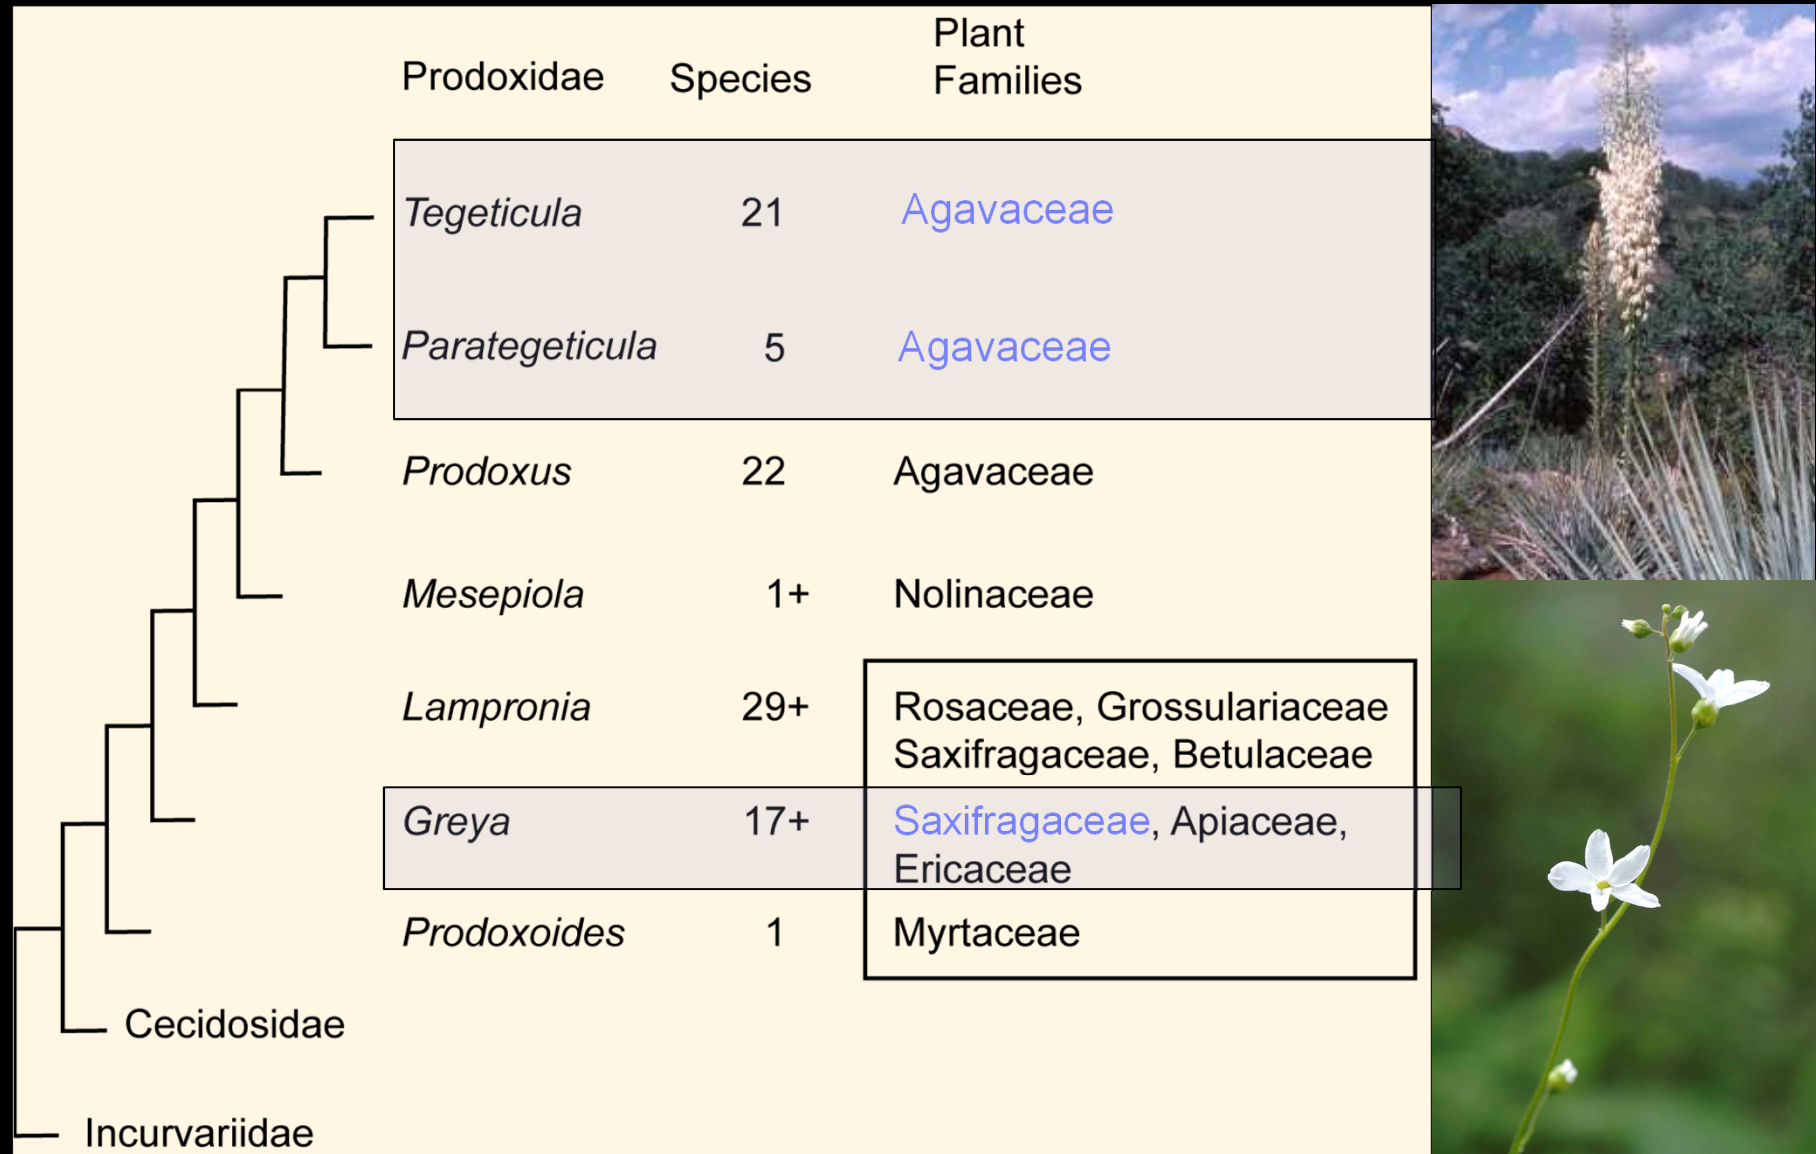 Prodoxidae Species Plant Families
Tegeticula 21 Agavaceae
Parategeticula 5 Agavaceae
Prodoxus 22 Agavaceae
Mesepiola 1+ Nolinaceae
Lampronia 29+ Rosaceae, Grossulariaceae
Saxifragaceae, Betulaceae
Greya 17+ Saxifragaceae, Apiaceae,
Ericaceae
Prodoxoides 1 Myrtaceae
Cecidosidae
Incurvariidae